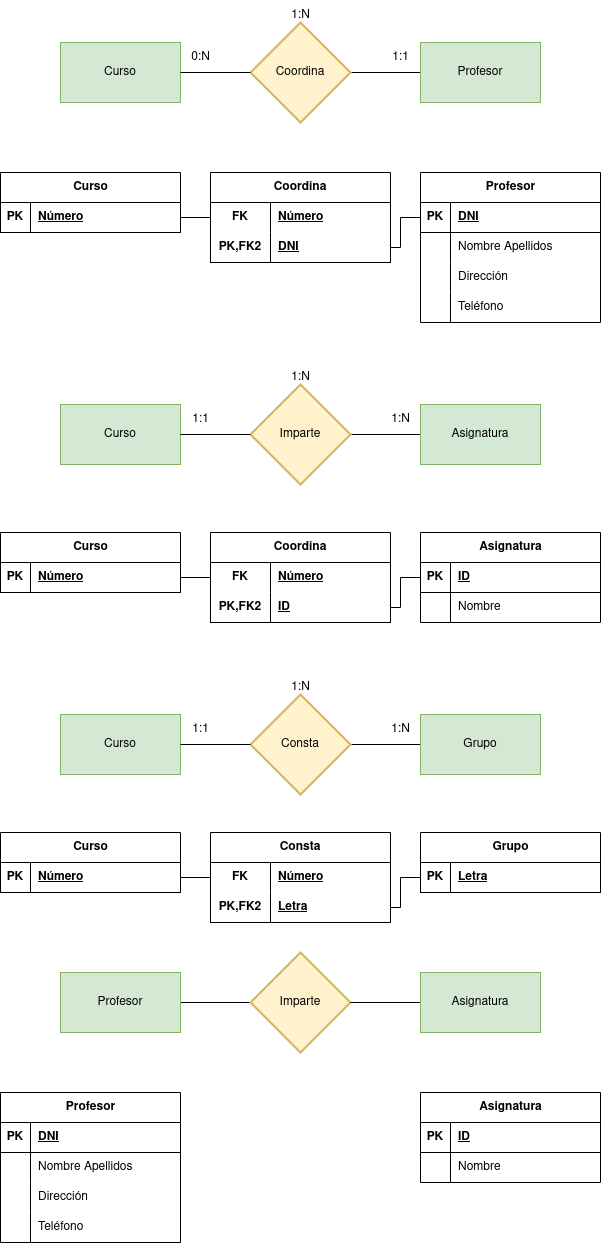 1:N
0:N
1:1
Curso
Coordina
Profesor
Curso
Coordina
Profesor
PK Número
FK Número
PK DNI
PK,FK2 DNI
Nombre Apellidos
Dirección
Teléfono
1:N
1:1
1:N
Curso
Imparte
Asignatura
Curso
Coordina
Asignatura
PK Número
FK Número
PK ID
PK,FK2 ID
Nombre
1:N
1:1
1:N
Curso
Consta
Grupo
Curso
Consta
Grupo
PK Número
FK Número
PK Letra
PK,FK2 Letra
Profesor
Imparte
Asignatura
Profesor
Asignatura
PK DNI
PK ID
Nombre Apellidos
Nombre
Dirección
Teléfono